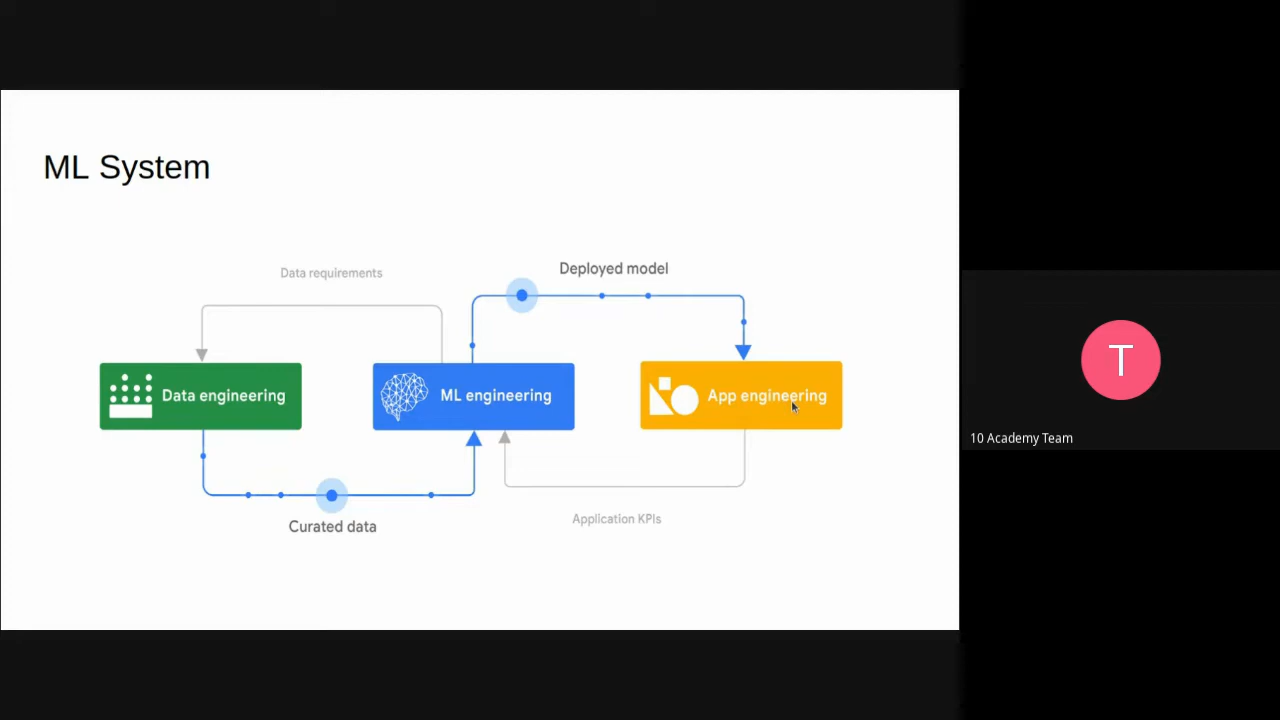 ML System
Data requirements
Deployed model
Data engineering
ML engineering
App engineering
Curated data
Application KPIs
T
10 Academy Team